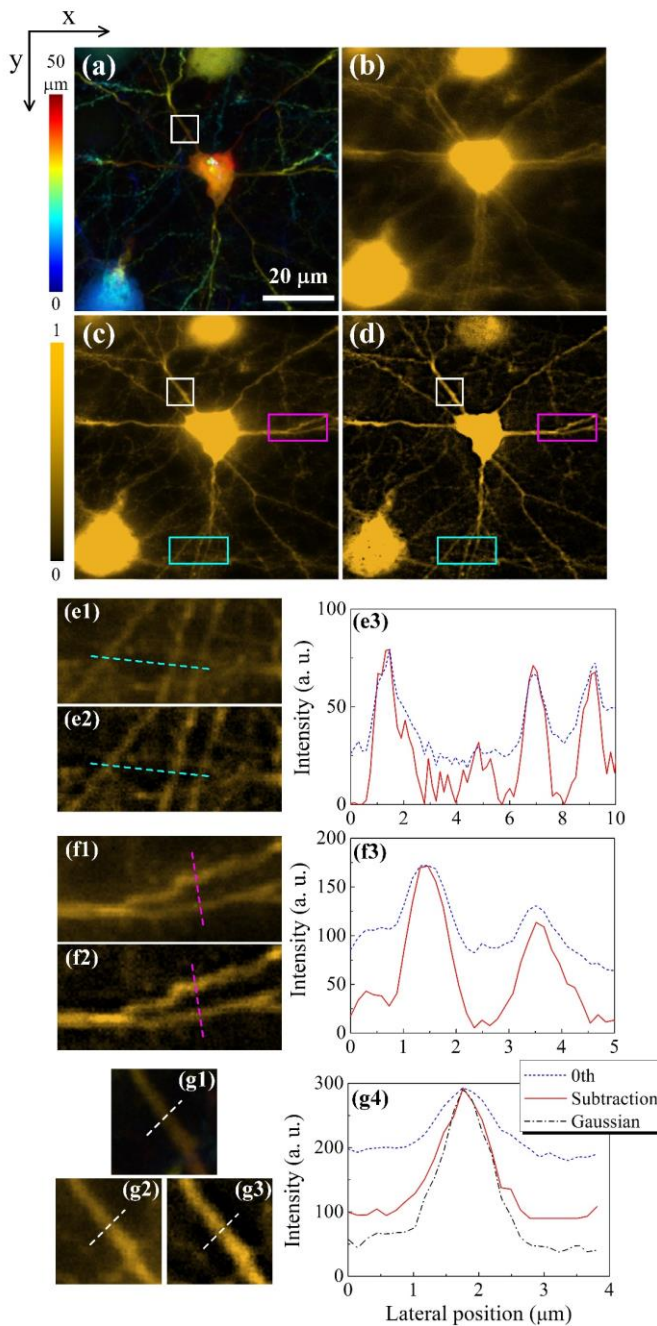 x
y
50
μm
0
(a)
20 μm
(b)
1
0
(c)
(d)
(e1)
(e2)
(e3)
Intensity (a. u.)
100
50
0
0 2 4 6 8 10
(f1)
(f2)
(f3)
Intensity (a. u.)
200
150
100
50
0
0 1 2 3 4 5
(g1)
(g2)
(g3)
(g4)
0th
Subtraction
Gaussian
Intensity (a. u.)
300
200
100
0
0 1 2 3 4
Lateral position (μm)